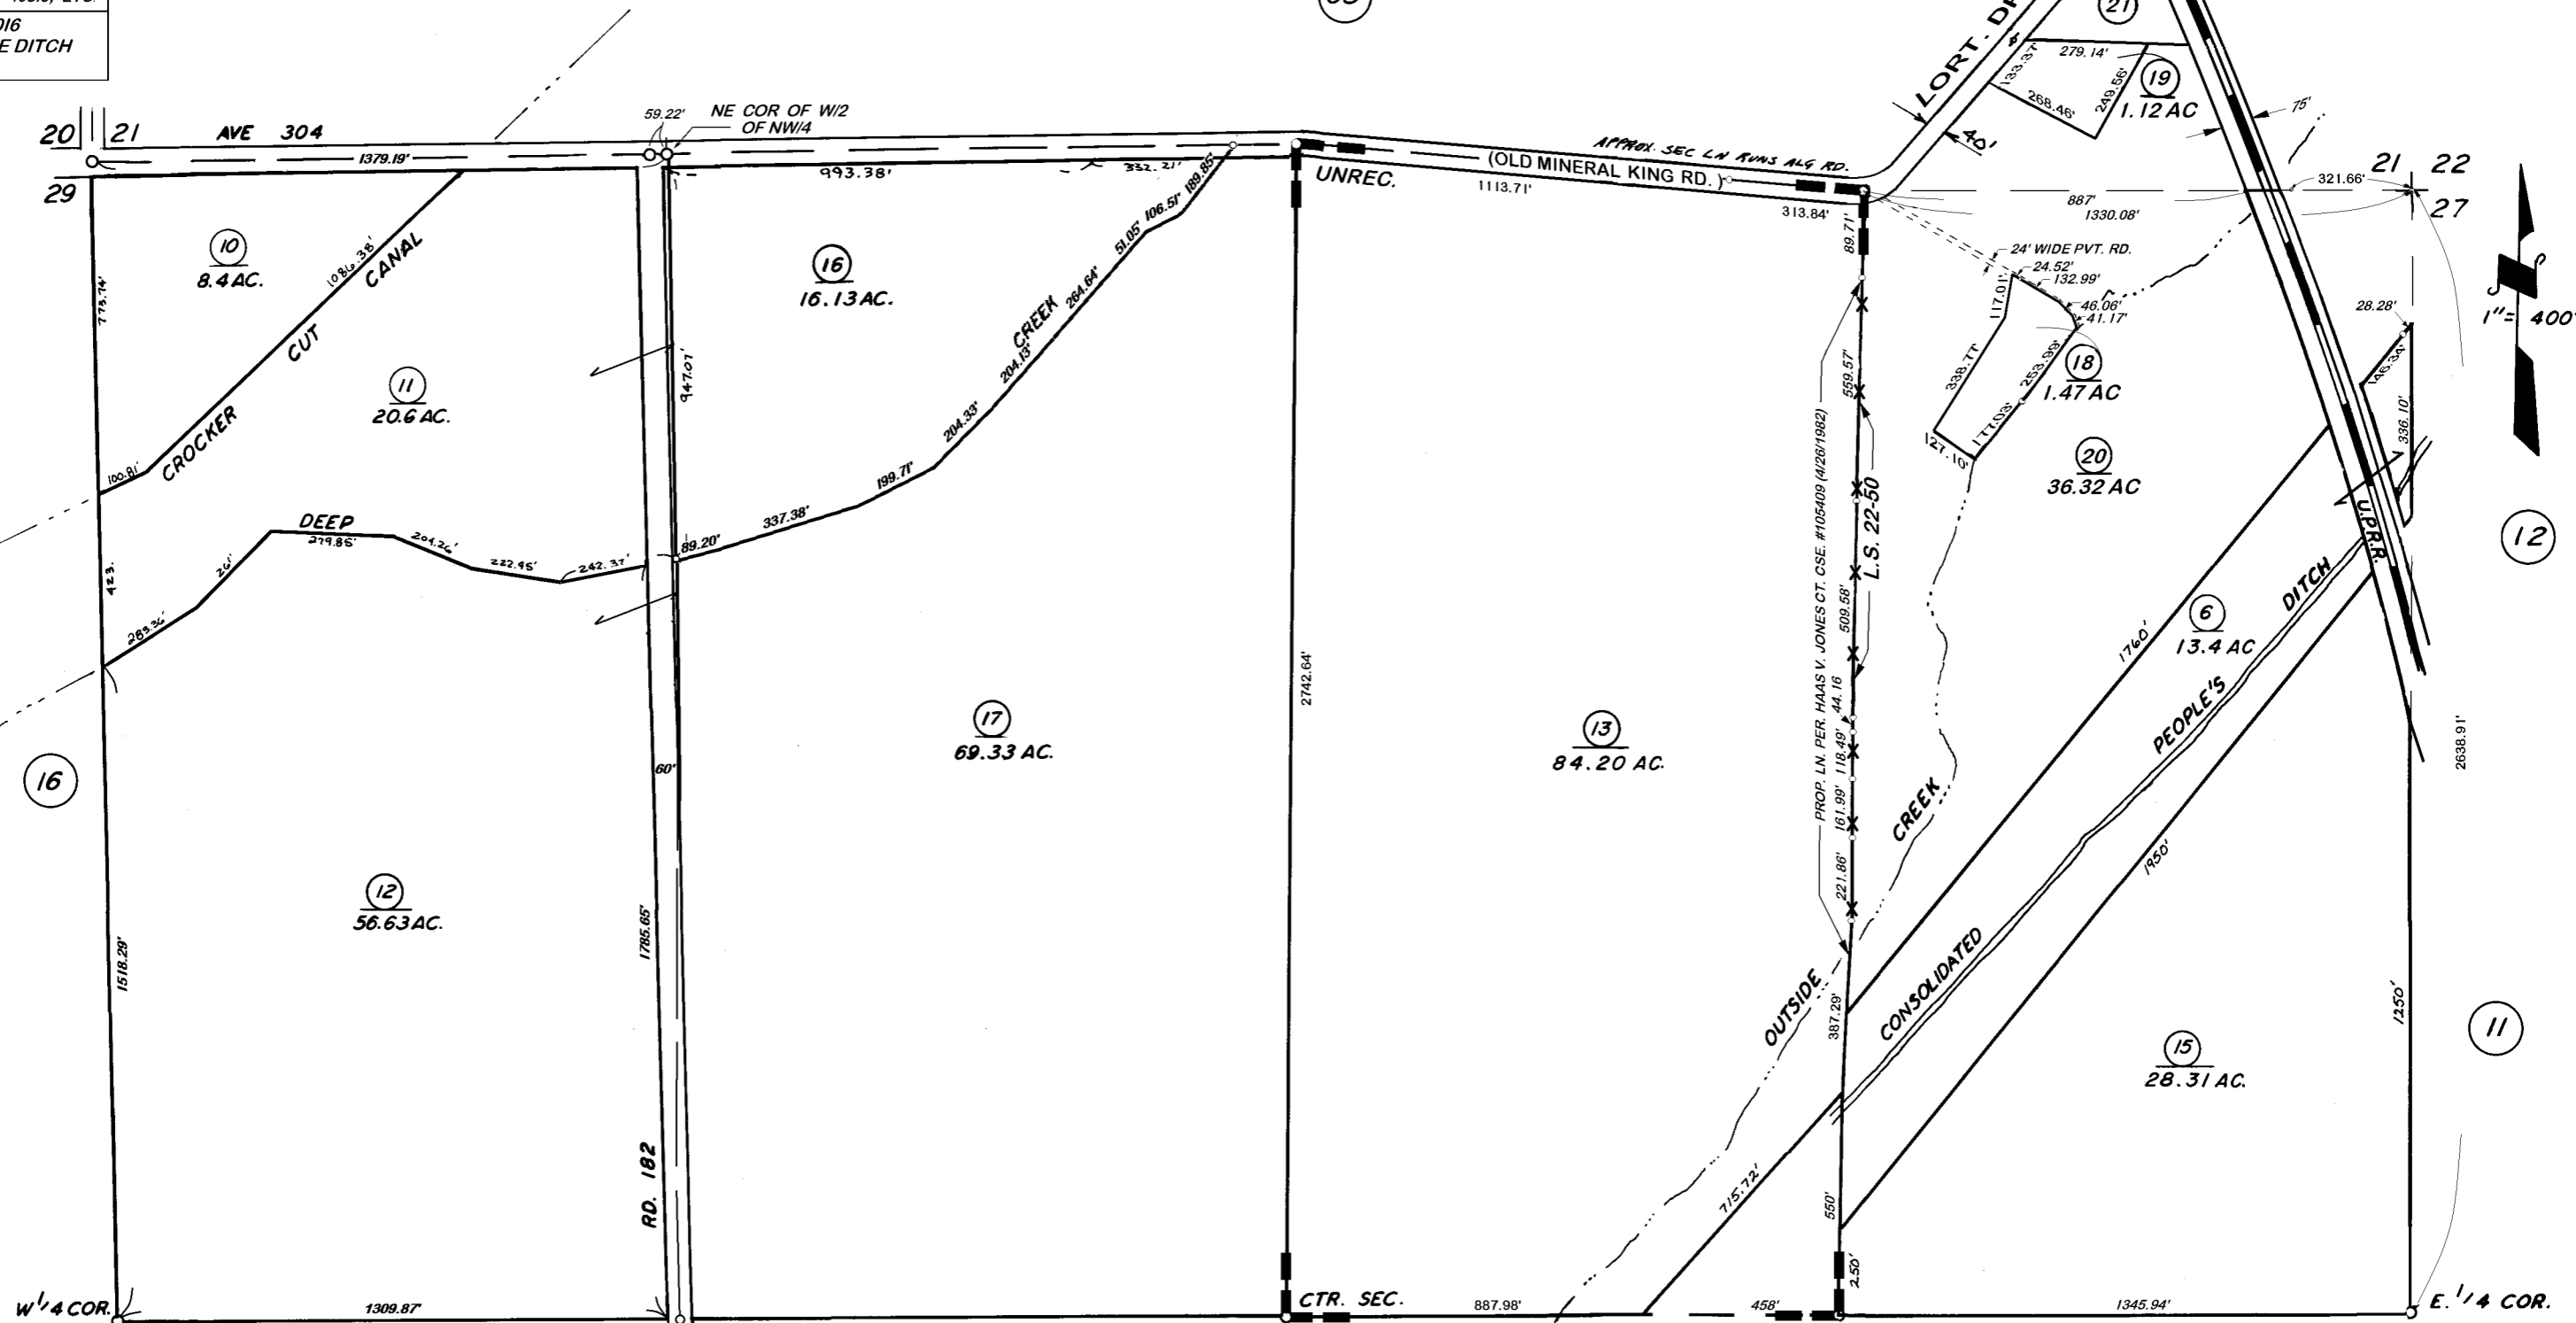 016
E DITCH
20 21
29
AVE 304
1379.19'
59.22'
NE COR OF W/2
OF NW/4
993.38'
332.21'
189.85'
106.51'
51.05'
264.64'
CREEK
204.13'
204.33'
199.71'
337.38'
89.20'
UNREC.
(OLD MINERAL KING RD.)
APPROX. SEC LN RUNS ALG RD.
1113.71'
313.84'
LORT. DR
40'
21
279.14'
133.37'
268.46'
249.56'
19
1.12 AC
75'
21 22
27
321.66'
887'
1330.08'
24' WIDE PVT. RD.
24.52'
132.99'
46.06'
41.17'
117.01'
338.77'
253.99'
177.03'
127.10'
18
1.47 AC
28.28'
146.34'
336.10'
1"= 400'
10
8.4 AC.
773.74'
1086.38'
CROCKER CUT CANAL
100.81'
11
20.6 AC.
947.07'
16
16.13 AC.
DEEP
279.85'
204.26'
222.95'
242.37'
26'
283.36'
423.
16
12
56.63 AC.
1518.29'
1785.65'
60'
RD. 182
W 1/4 COR.
1309.87'
17
69.33 AC.
2742.64'
13
84.20 AC.
CTR. SEC.
887.98'
458'
715.72'
89.71'
559.57'
509.58'
44.16
118.49'
161.99'
221.86'
387.29'
550'
250'
PROP. LN. PER. HAAS V. JONES CT. CSE. #105409 (4/26/1982)
L.S. 22-50
20
36.32 AC
OUTSIDE CREEK
CONSOLIDATED PEOPLE'S DITCH
U.P.R.R.
1760'
6
13.4 AC
1950'
15
28.31 AC.
1250'
2638.91'
12
11
1345.94'
E. 1/4 COR.